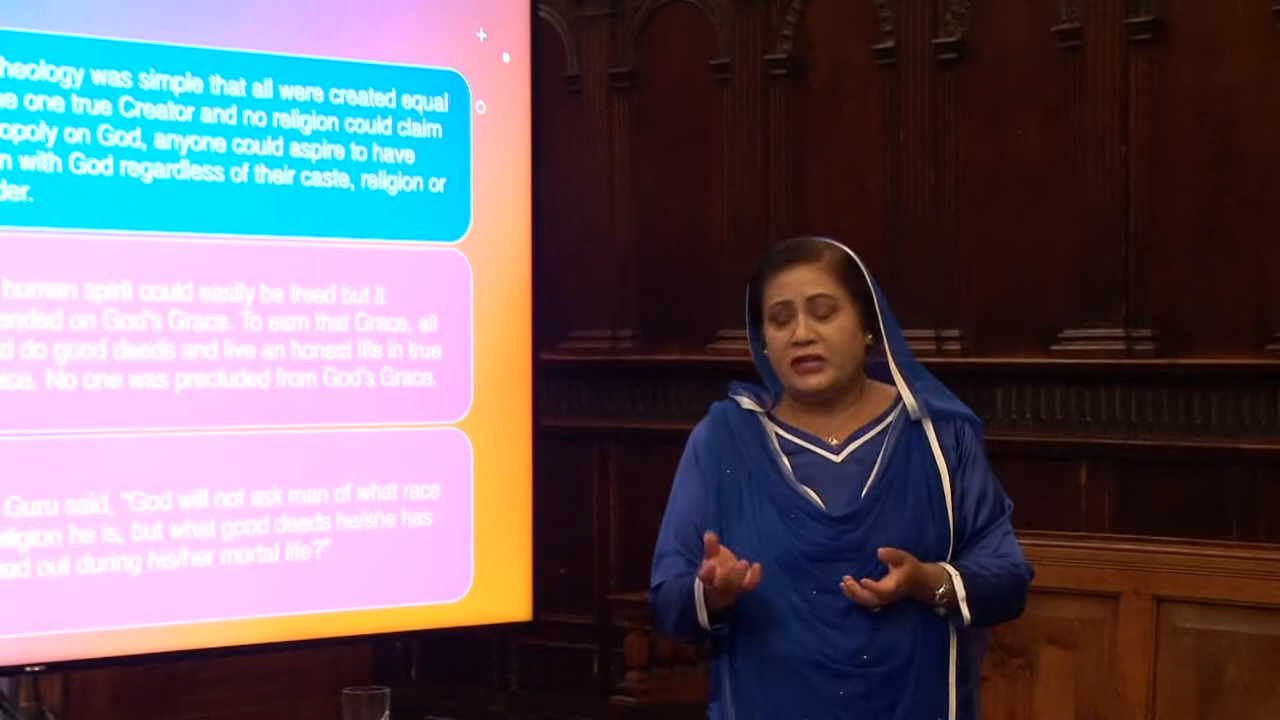 heology was simple that all were created equal
e one true Creator and no religion could claim
opoly on God, anyone could aspire to have
n with God regardless of their caste, religion or
der.
human spirit could easily be freed but it
ended on God's Grace. To earn that Grace, all
d do good deeds and live an honest life in true
ice. No one was precluded from God's Grace.
Guru said, "God will not ask man of what race
eligion he is, but what good deeds he/she has
ied out during his/her mortal life?"